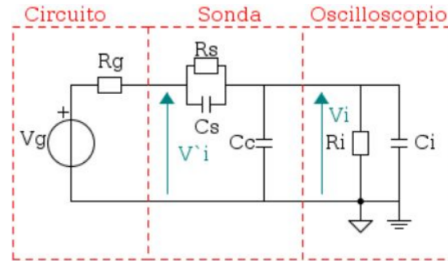 Circuito Sonda Oscilloscopio
Rg
Rs
Cs
Vg
+
V`i
Cc
Vi
Ri
Ci